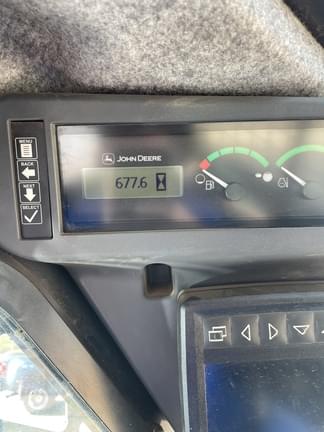 MENU
BACK
NEXT
SELECT
JOHN DEERE
677.6